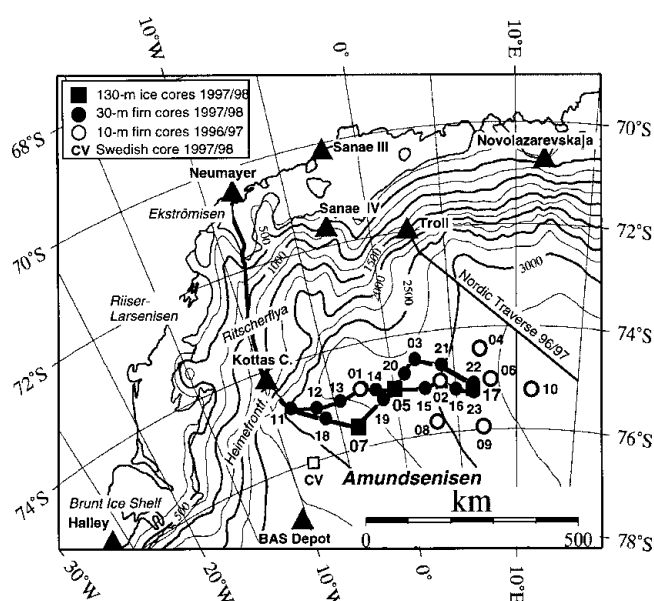 10°W
0°
10°E
130-m ice cores 1997/98
30-m firn cores 1997/98
10-m firn cores 1996/97
CV Swedish core 1997/98
68°S
70°S
Sanae III
Novolazarevskaja
Neumayer
Ekströmisen
Sanae IV
Troll
72°S
70°S
500
1000
1500
2000
2500
3000
Riiser-
Larsenisen
Ritscherflya
Nordic Traverse 96/97
74°S
72°S
Kottas C.
03
21
04
20
22
06
01
14
02
10
12
13
05
15
16
17
11
19
23
18
07
08
09
Heimefrontf
76°S
CV
Amundsenisen
74°S
Brunt Ice Shelf
500
km
Halley
BAS Depot
0
500
78°S
30°W
20°W
10°W
0°
10°E